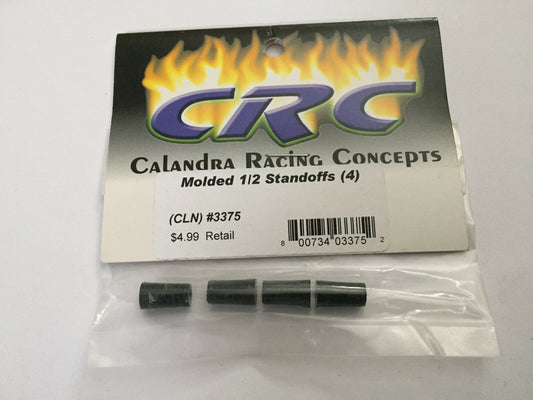 CRC
Calandra Racing Concepts
Molded 1/2 Standoffs (4)
(CLN) #3375
$4.99 Retail
8 00734 03375 2